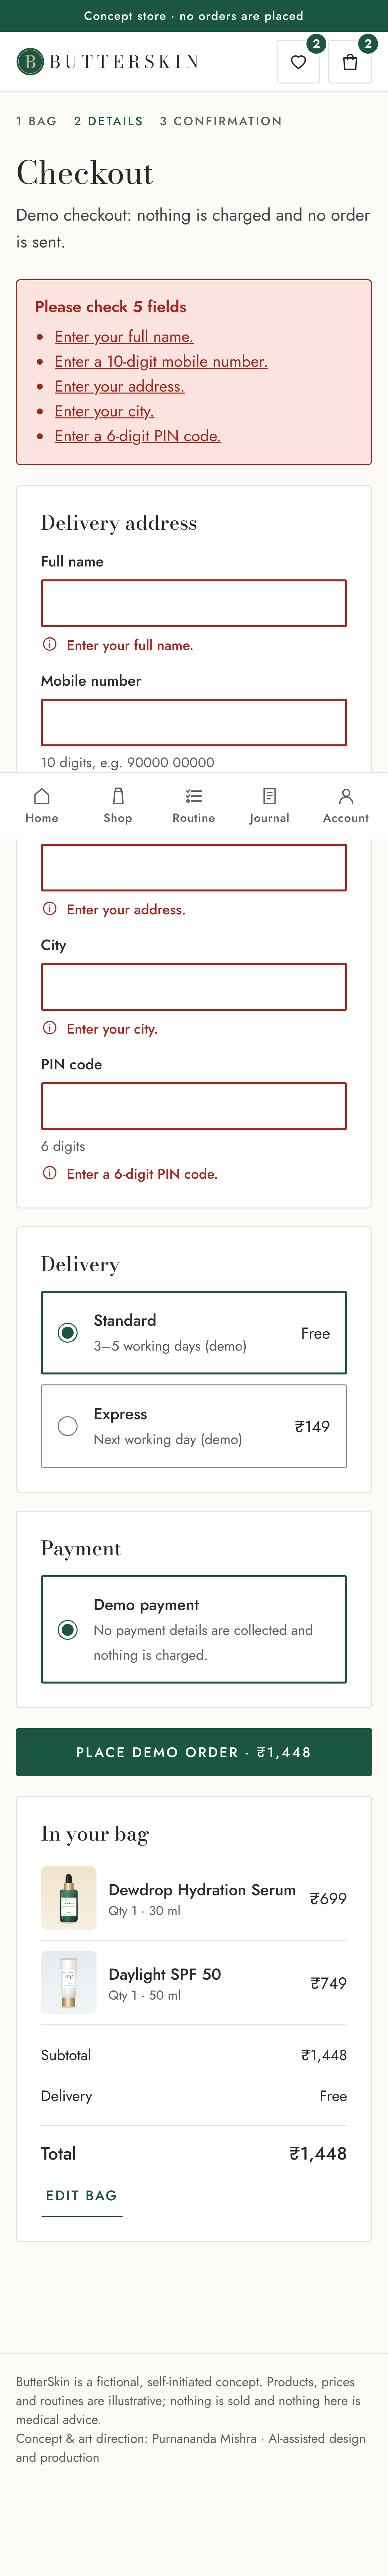 Concept store · no orders are placed
B BUTTERSKIN
2
2
1 BAG 2 DETAILS 3 CONFIRMATION
Checkout
Demo checkout: nothing is charged and no order
is sent.
Please check 5 fields
Enter your full name.
Enter a 10-digit mobile number.
Enter your address.
Enter your city.
Enter a 6-digit PIN code.
Delivery address
Full name
Enter your full name.
Mobile number
10 digits, e.g. 90000 00000
Home Shop Routine Journal Account
Enter your address.
City
Enter your city.
PIN code
6 digits
Enter a 6-digit PIN code.
Delivery
Standard
3–5 working days (demo)
Free
Express
Next working day (demo)
₹149
Payment
Demo payment
No payment details are collected and
nothing is charged.
PLACE DEMO ORDER · ₹1,448
In your bag
Dewdrop Hydration Serum ₹699
Qty 1 · 30 ml
Daylight SPF 50 ₹749
Qty 1 · 50 ml
Subtotal ₹1,448
Delivery Free
Total ₹1,448
EDIT BAG
ButterSkin is a fictional, self-initiated concept. Products, prices
and routines are illustrative; nothing is sold and nothing here is
medical advice.
Concept & art direction: Purnananda Mishra · AI-assisted design
and production